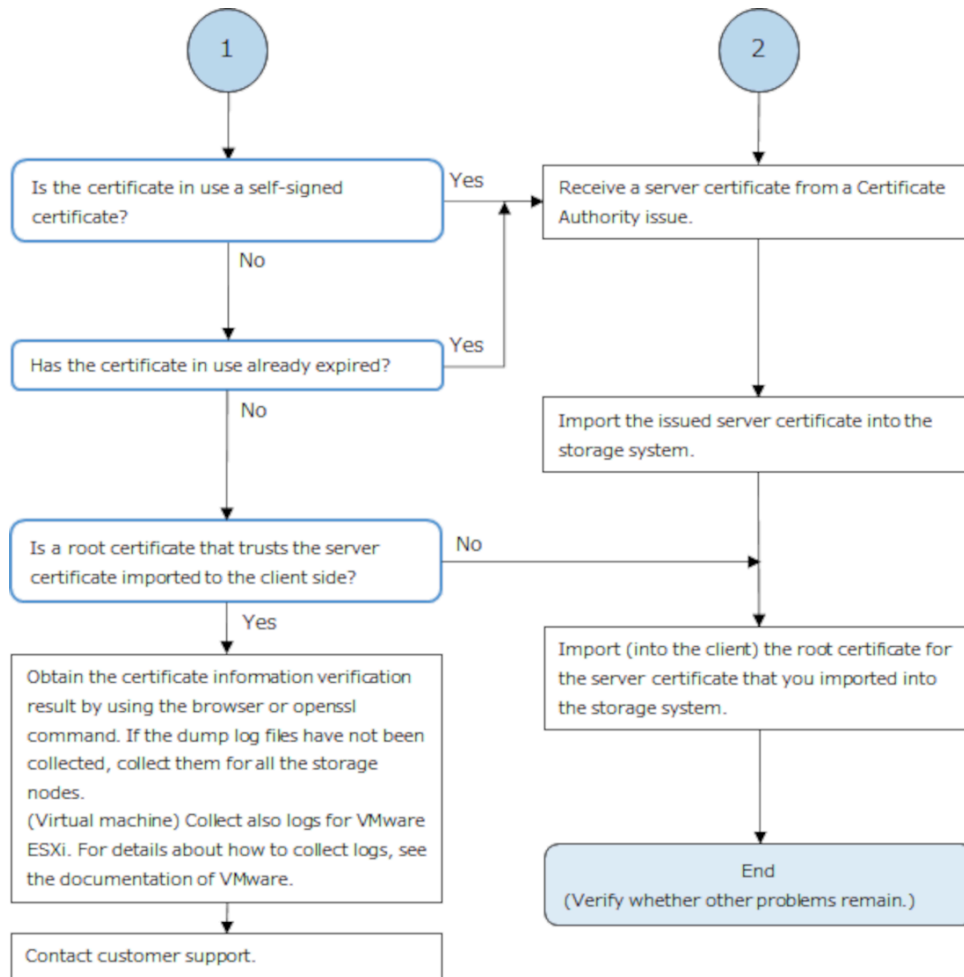 1
2
Is the certificate in use a self-signed
certificate?
Yes
Receive a server certificate from a Certificate
Authority issue.
No
Has the certificate in use already expired?
Yes
No
Import the issued server certificate into the
storage system.
Is a root certificate that trusts the server
certificate imported to the client side?
No
Yes
Import (into the client) the root certificate for
the server certificate that you imported into
the storage system.
Obtain the certificate information verification
result by using the browser or openssl
command. If the dump log files have not been
collected, collect them for all the storage
nodes.
(Virtual machine) Collect also logs for VMware
ESXi. For details about how to collect logs, see
the documentation of VMware.
End
(Verify whether other problems remain.)
Contact customer support.